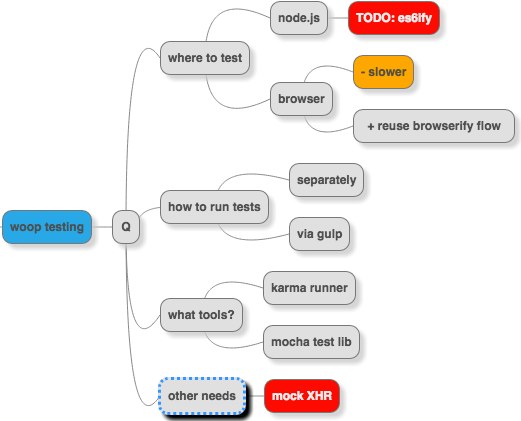 woop testing
Q
where to test
node.js
TODO: es6ify
browser
- slower
+ reuse browserify flow
how to run tests
separately
via gulp
what tools?
karma runner
mocha test lib
other needs
mock XHR